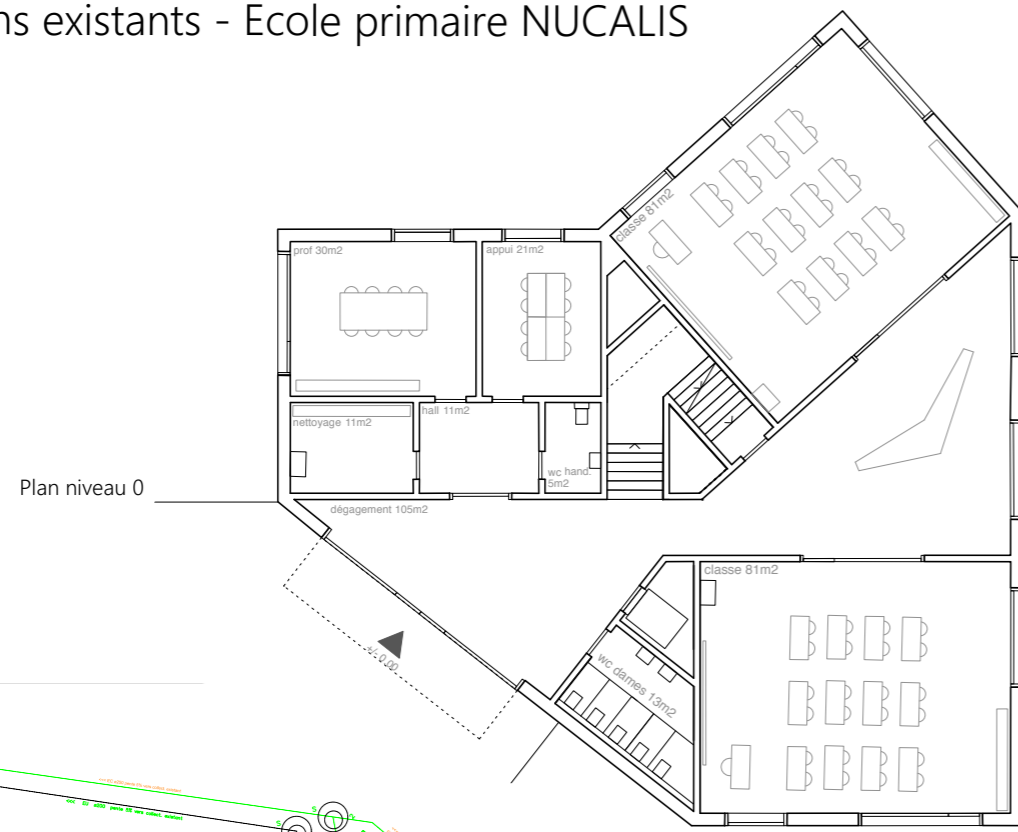 ns existants - Ecole primaire NUCALIS
classe 81m2
prof 30m2
appui 21m2
nettoyage 11m2
hall 11m2
wc hand.
5m2
Plan niveau 0
dégagement 105m2
classe 81m2
+/- 0.00
wc dames 13m2